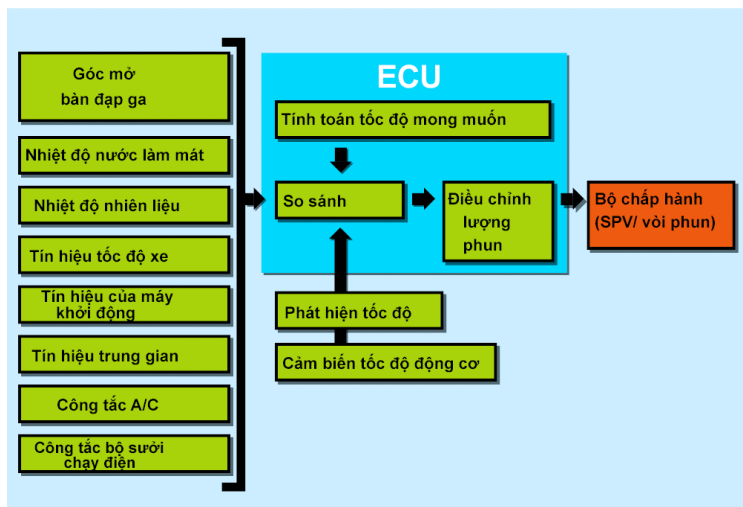 Góc mở
bàn đạp ga
Nhiệt độ nước làm mát
Nhiệt độ nhiên liệu
Tín hiệu tốc độ xe
Tín hiệu của máy
khởi động
Tín hiệu trung gian
Công tắc A/C
Công tắc bộ sưởi
chạy điện
ECU
Tính toán tốc độ mong muốn
So sánh
Điều chỉnh
lượng
phun
Phát hiện tốc độ
Cảm biến tốc độ động cơ
Bộ chấp hành
(SPV/ vòi phun)